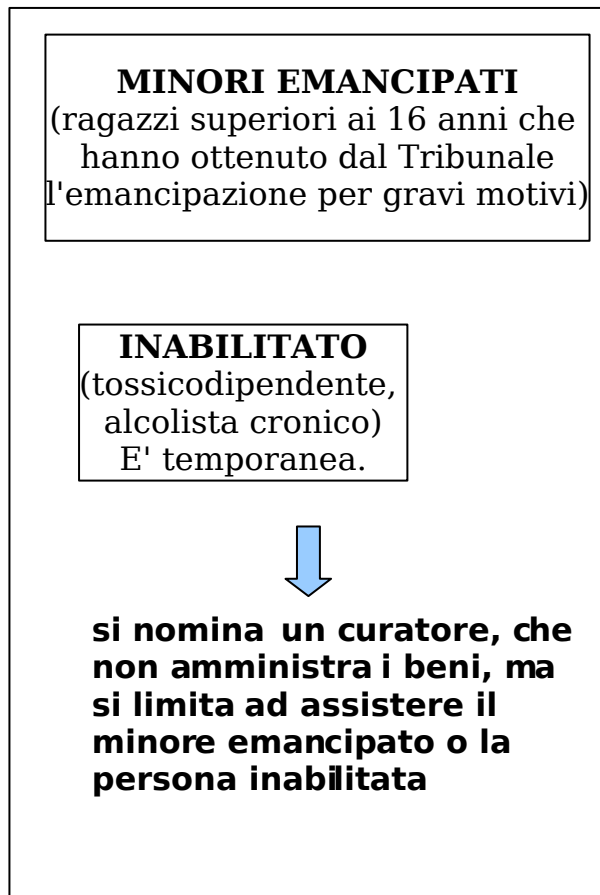 MINORI EMANCIPATI
(ragazzi superiori ai 16 anni che
hanno ottenuto dal Tribunale
l'emancipazione per gravi motivi)
INABILITATO
(tossicodipendente,
alcolista cronico)
E' temporanea.
si nomina un curatore, che
non amministra i beni, ma
si limita ad assistere il
minore emancipato o la
persona inabilitata